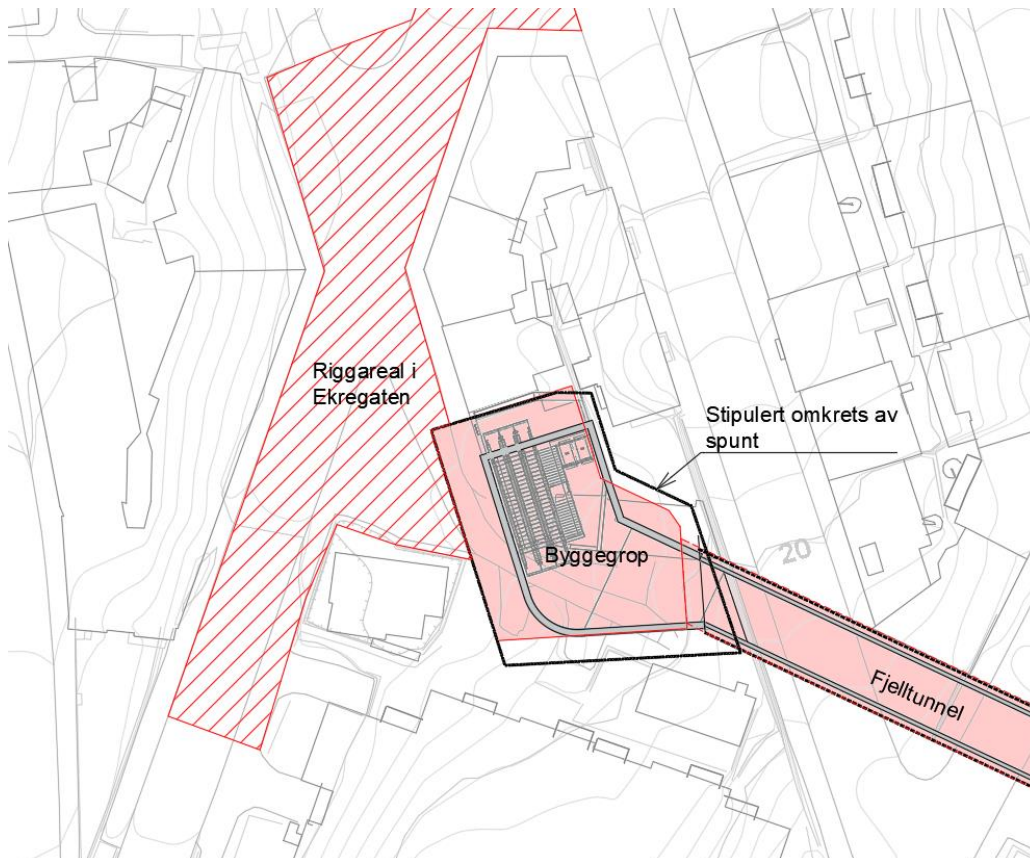 Riggareal i
Ekregaten
Stipulert omkrets av
spunt
Byggegrop
20
Fjelltunnel